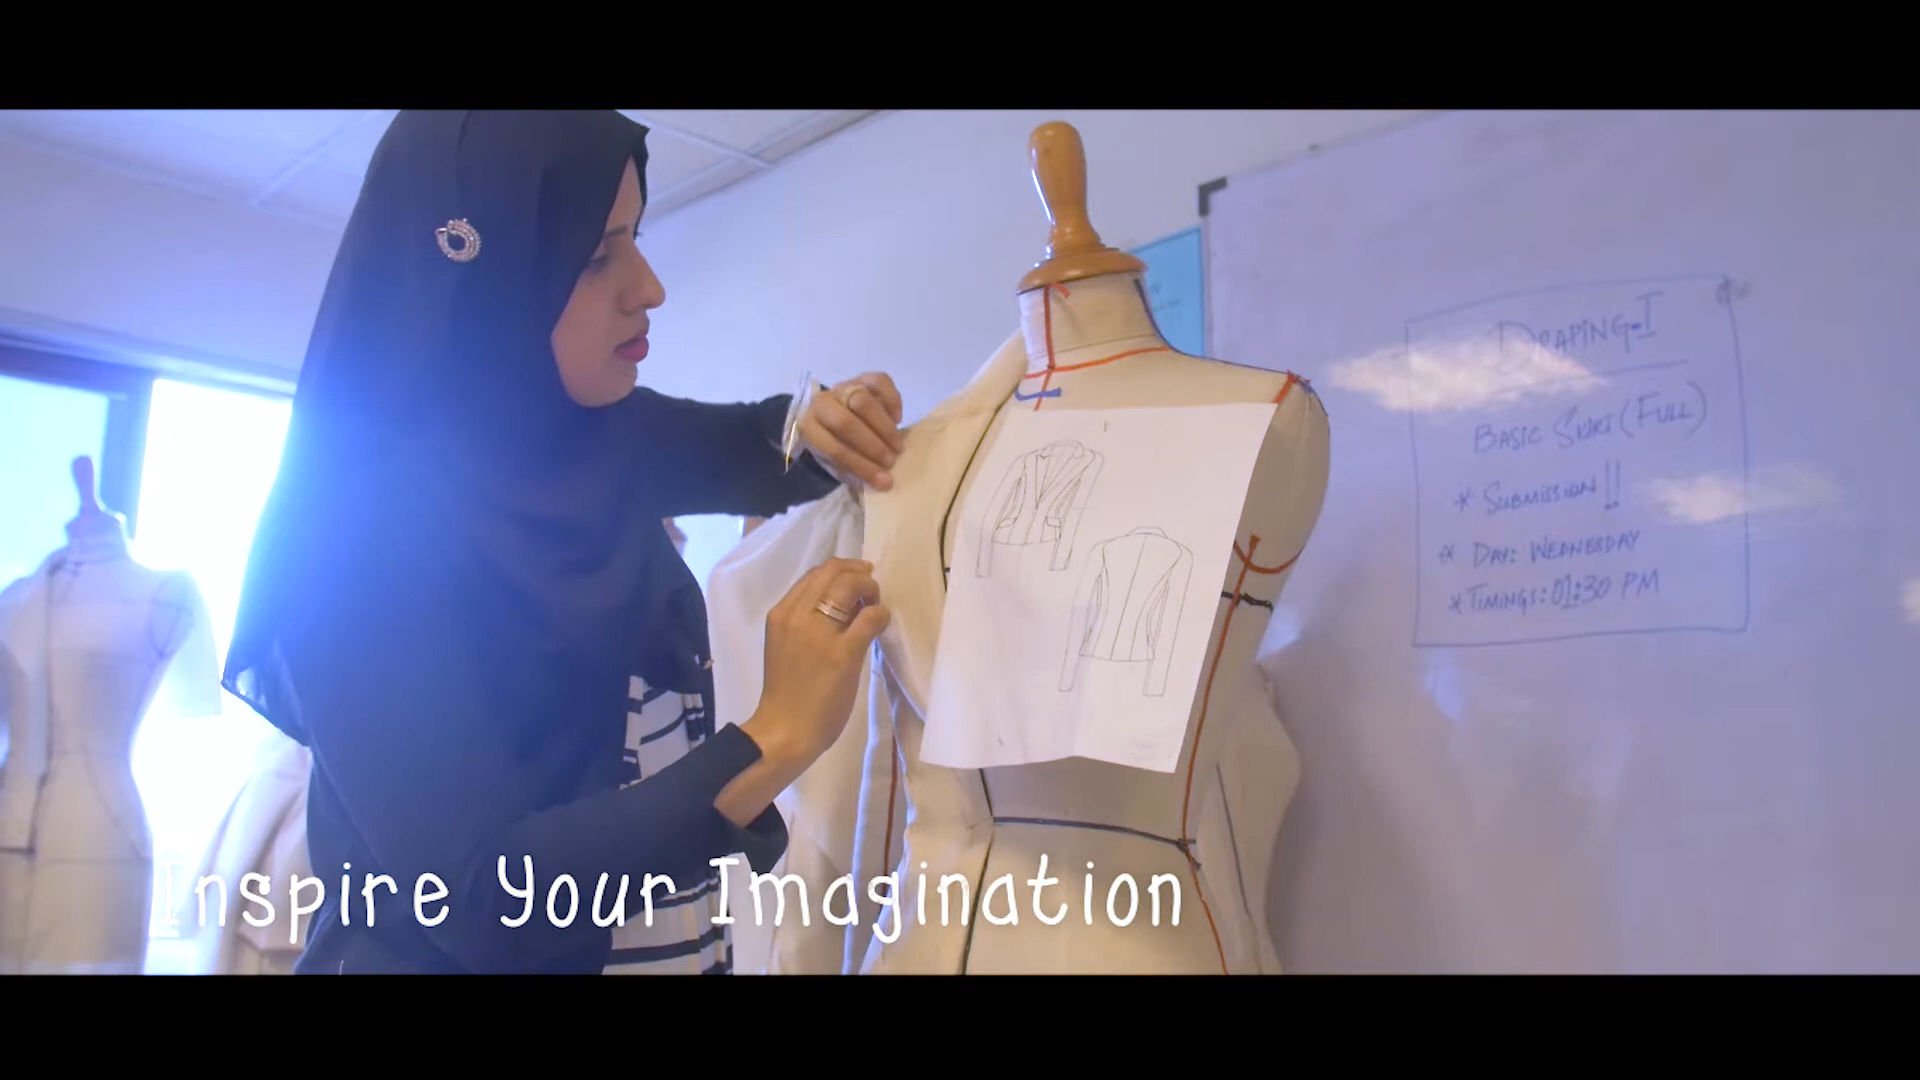 DRAPING-I
BASIC SKIRT (FULL)
* SUBMISSION!!
* DAY: WEDNESDAY
* TIMINGS: 01:30 PM
Inspire Your Imagination